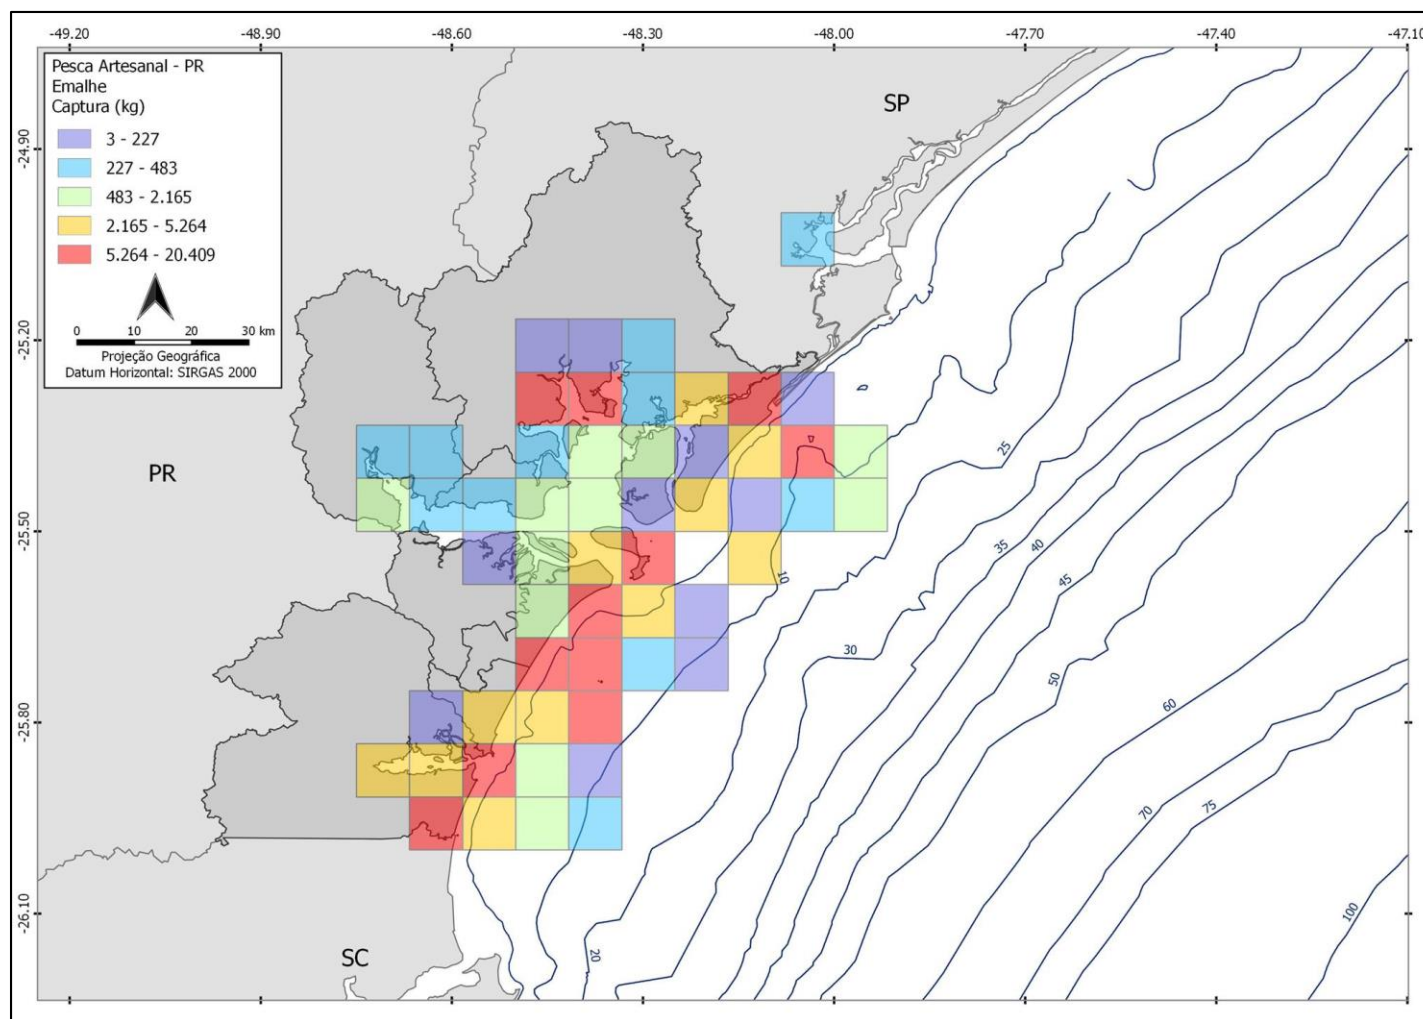 -49.20 -48.90 -48.60 -48.30 -48.00 -47.70 -47.40 -47.10
Pesca Artesanal - PR
Emalhe
Captura (kg)
3 - 227
227 - 483
483 - 2.165
2.165 - 5.264
5.264 - 20.409
0 10 20 30 km
Projeção Geográfica
Datum Horizontal: SIRGAS 2000
SP
-24.90
-25.20
25
PR
-25.50
35
40
10
45
30
50
60
-25.80
70
75
100
-26.10
20
SC